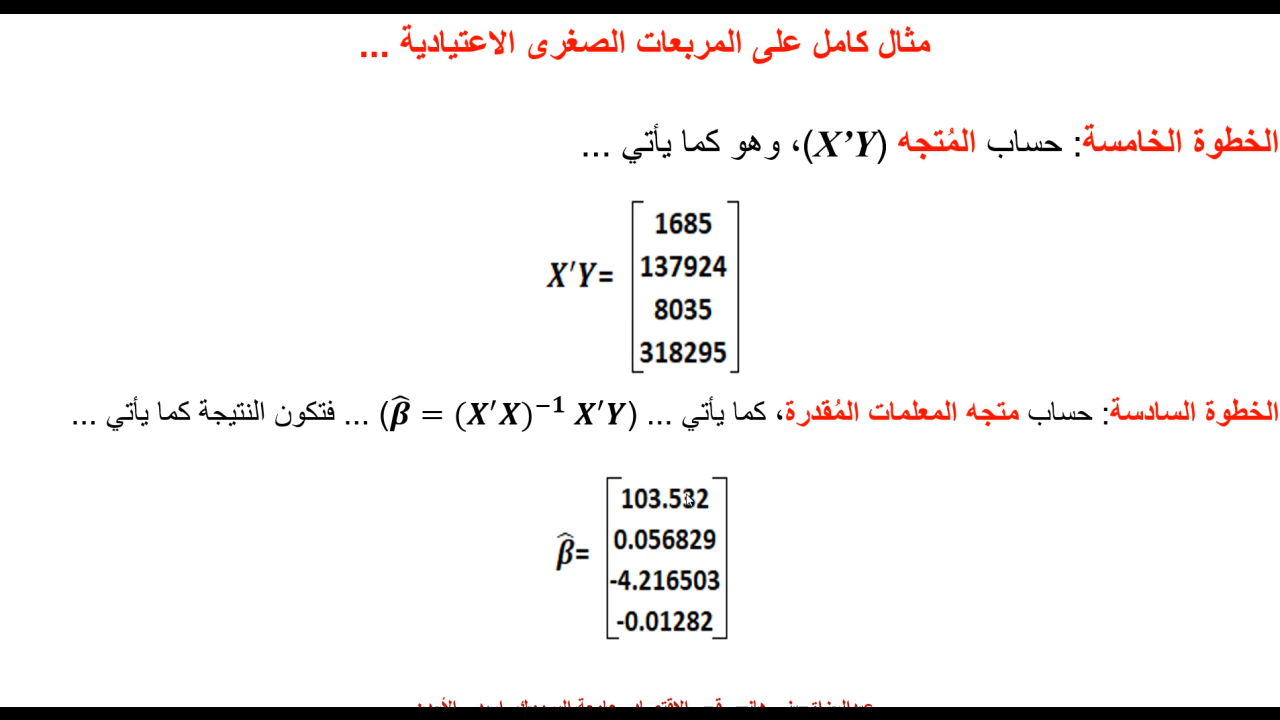 مثال كامل على المربعات الصغرى الاعتيادية ...
الخطوة الخامسة: حساب المُتجه (X’Y)، وهو كما يأتي ...
X′Y=
1685
137924
8035
318295
الخطوة السادسة: حساب متجه المعلمات المُقدرة، كما يأتي ... (β̂ = (X′X)⁻¹ X′Y) ... فتكون النتيجة كما يأتي ...
β̂=
103.532
0.056829
-4.216503
-0.01282